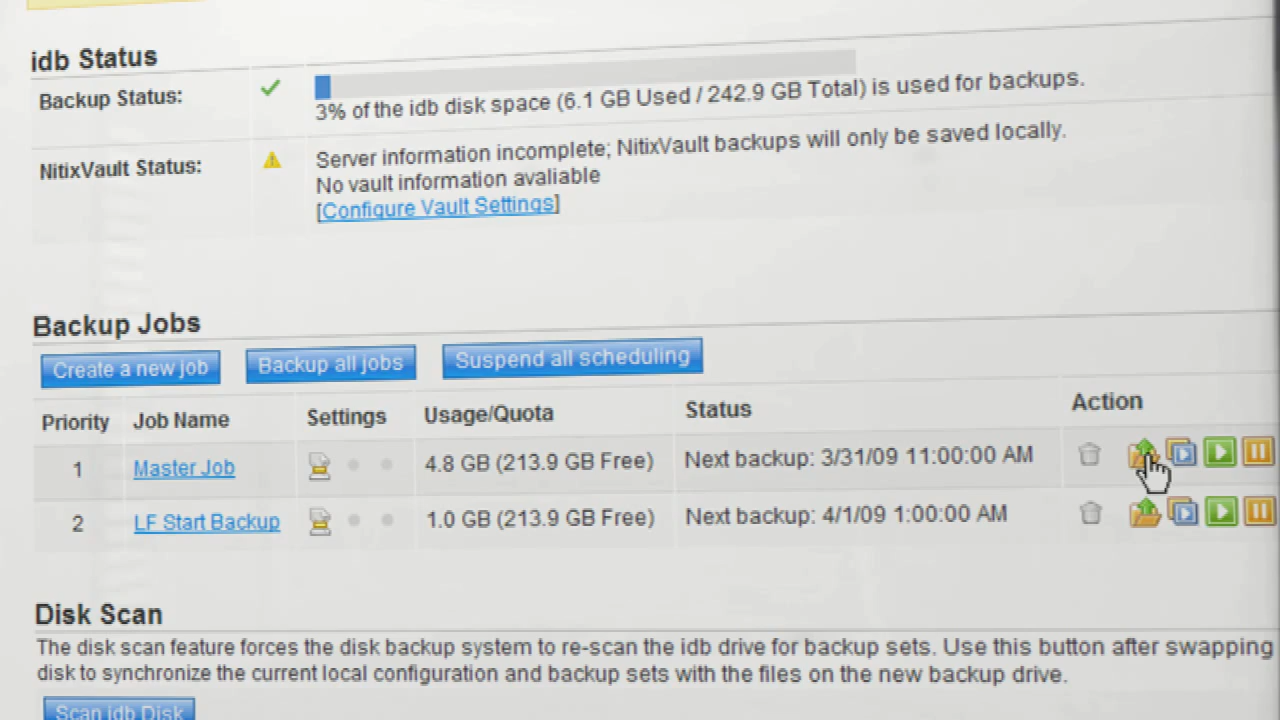 idb Status
Backup Status:
3% of the idb disk space (6.1 GB Used / 242.9 GB Total) is used for backups.
NitixVault Status:
Server information incomplete; NitixVault backups will only be saved locally.
No vault information avaliable
[Configure Vault Settings]
Backup Jobs
Create a new job Backup all jobs Suspend all scheduling
Priority Job Name Settings Usage/Quota Status Action
1 Master Job 4.8 GB (213.9 GB Free) Next backup: 3/31/09 11:00:00 AM
2 LF Start Backup 1.0 GB (213.9 GB Free) Next backup: 4/1/09 1:00:00 AM
Disk Scan
The disk scan feature forces the disk backup system to re-scan the idb drive for backup sets. Use this button after swapping
disk to synchronize the current local configuration and backup sets with the files on the new backup drive.
Scan idb Disk